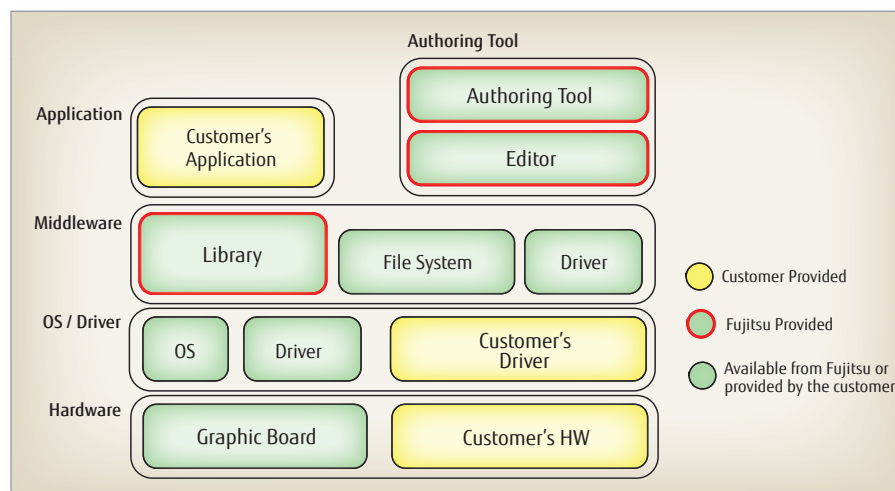 Authoring Tool
Authoring Tool
Editor
Application
Customer's
Application
Middleware
Library
File System
Driver
OS / Driver
OS
Driver
Customer's
Driver
Hardware
Graphic Board
Customer's HW
Customer Provided
Fujitsu Provided
Available from Fujitsu or
provided by the customer